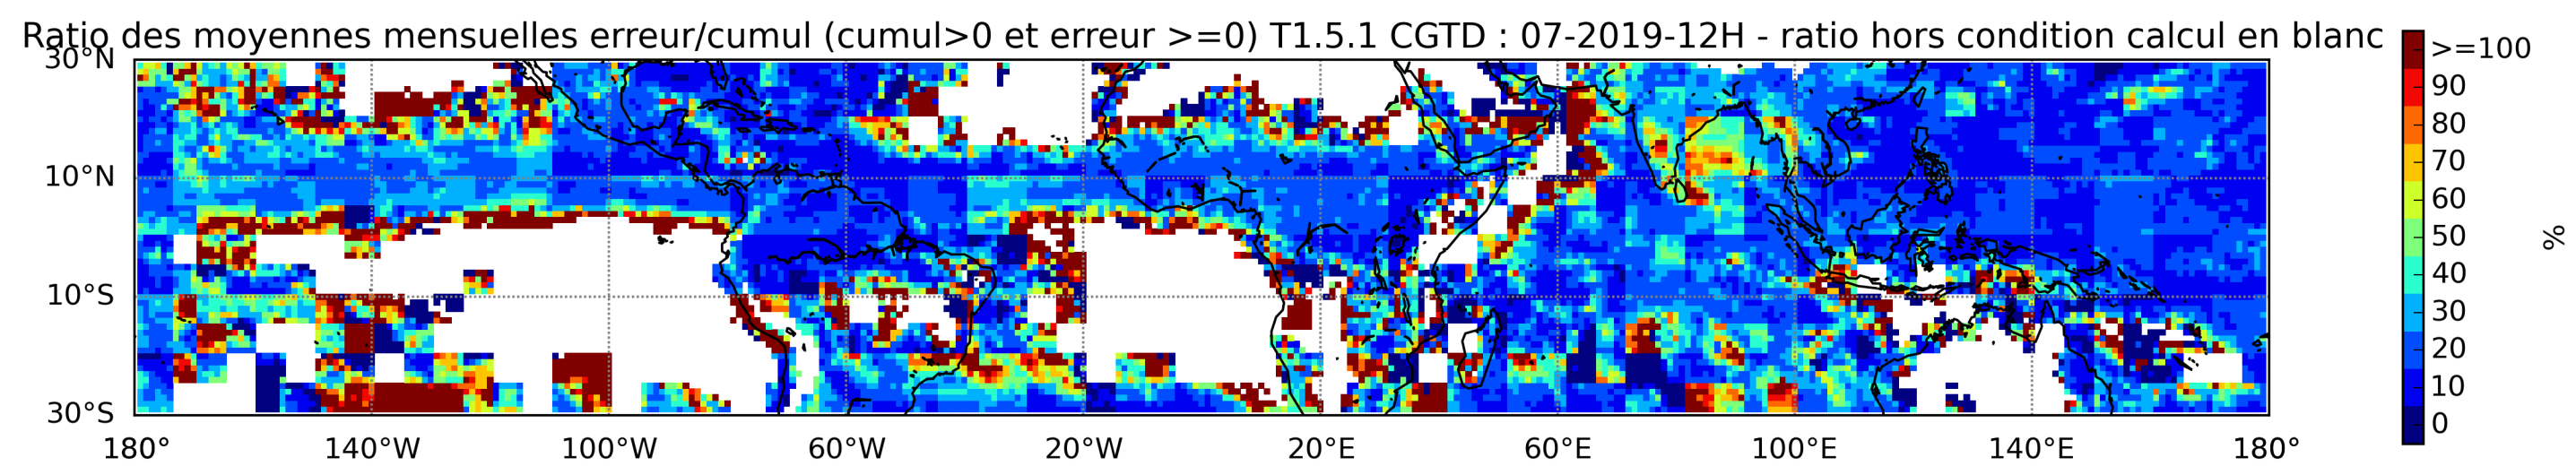 Ratio des moyennes mensuelles erreur/cumul (cumul>0 et erreur >=0) T1.5.1 CGTD : 07-2019-12H - ratio hors condition calcul en blanc
30°N
10°N
10°S
30°S
180° 140°W 100°W 60°W 20°W 20°E 60°E 100°E 140°E 180°
>=100
90
80
70
60
50
40
30
20
10
0
%